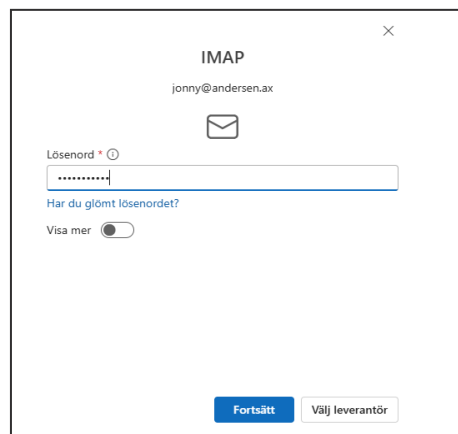 IMAP
jonny@andersen.ax
Lösenord * ⓘ
•••••••••••
Har du glömt lösenordet?
Visa mer
Fortsätt Välj leverantör